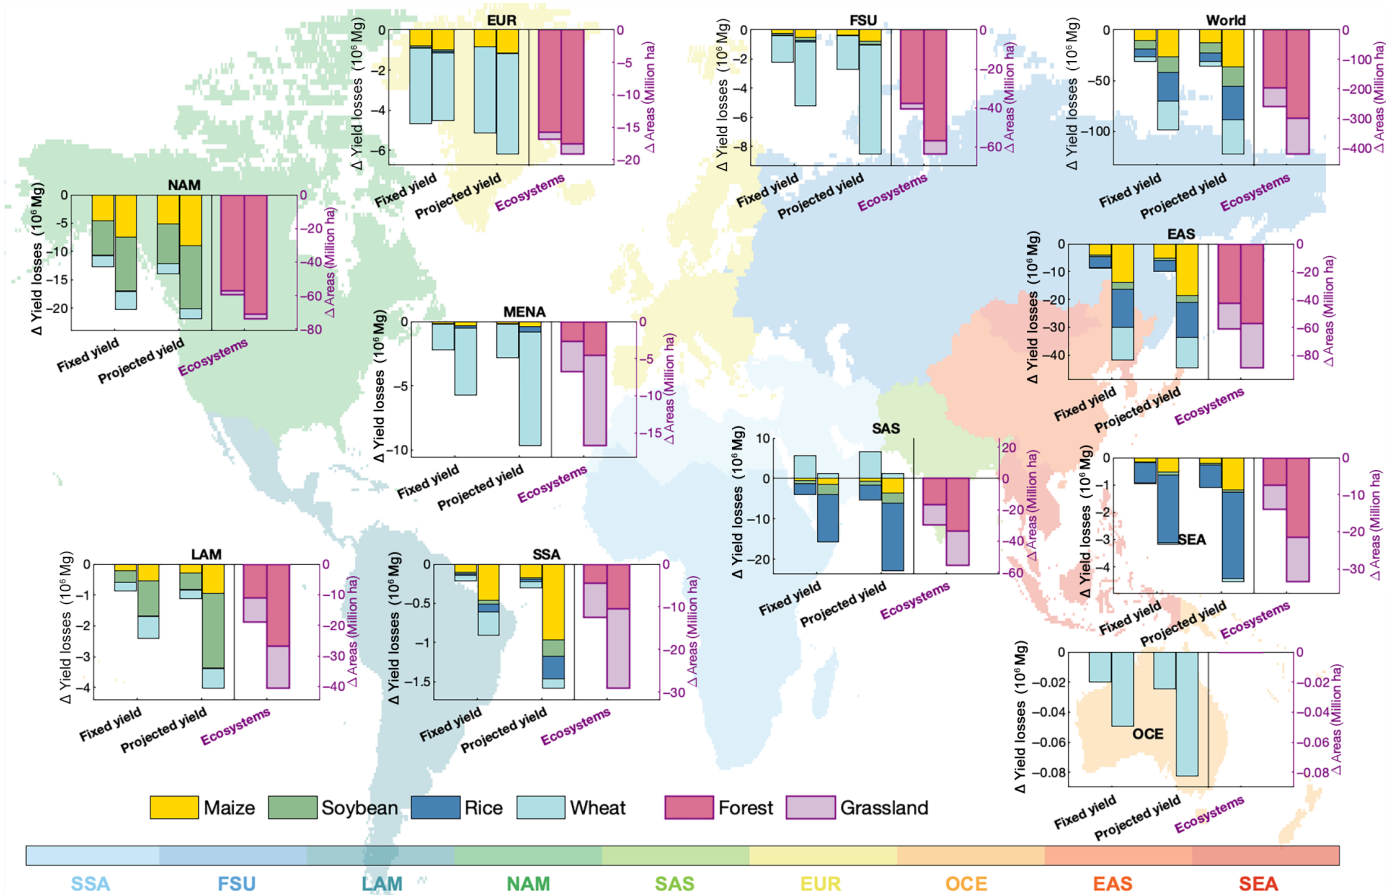 EUR
Δ Yield losses (10⁶ Mg)
0
−2
−4
−6
0
−5
−10
−15
−20
Δ Areas (Million ha)
Fixed yield
Projected yield
Ecosystems
FSU
Δ Yield losses (10⁶ Mg)
0
−2
−4
−6
−8
0
−20
−40
−60
Δ Areas (Million ha)
Fixed yield
Projected yield
Ecosystems
World
Δ Yield losses (10⁶ Mg)
0
−50
−100
0
−100
−200
−300
−400
Δ Areas (Million ha)
Fixed yield
Projected yield
Ecosystems
NAM
Δ Yield losses (10⁶ Mg)
0
−5
−10
−15
−20
0
−20
−40
−60
−80
Δ Areas (Million ha)
Fixed yield
Projected yield
Ecosystems
EAS
Δ Yield losses (10⁶ Mg)
0
−10
−20
−30
−40
0
−20
−40
−60
−80
Δ Areas (Million ha)
Fixed yield
Projected yield
Ecosystems
MENA
Δ Yield losses (10⁶ Mg)
0
−5
−10
0
−5
−10
−15
Δ Areas (Million ha)
Fixed yield
Projected yield
Ecosystems
SAS
Δ Yield losses (10⁶ Mg)
10
0
−10
−20
20
0
−20
−40
−60
Δ Areas (Million ha)
Fixed yield
Projected yield
Ecosystems
SEA
Δ Yield losses (10⁶ Mg)
0
−1
−2
−3
−4
0
−10
−20
−30
Δ Areas (Million ha)
Fixed yield
Projected yield
Ecosystems
LAM
Δ Yield losses (10⁶ Mg)
0
−1
−2
−3
−4
0
−10
−20
−30
−40
Δ Areas (Million ha)
Fixed yield
Projected yield
Ecosystems
SSA
Δ Yield losses (10⁶ Mg)
0
−0.5
−1
−1.5
0
−10
−20
−30
Δ Areas (Million ha)
Fixed yield
Projected yield
Ecosystems
OCE
Δ Yield losses (10⁶ Mg)
0
−0.02
−0.04
−0.06
−0.08
0
−0.02
−0.04
−0.06
−0.08
Δ Areas (Million ha)
Fixed yield
Projected yield
Ecosystems
Maize Soybean Rice Wheat Forest Grassland
SSA FSU LAM NAM SAS EUR OCE EAS SEA